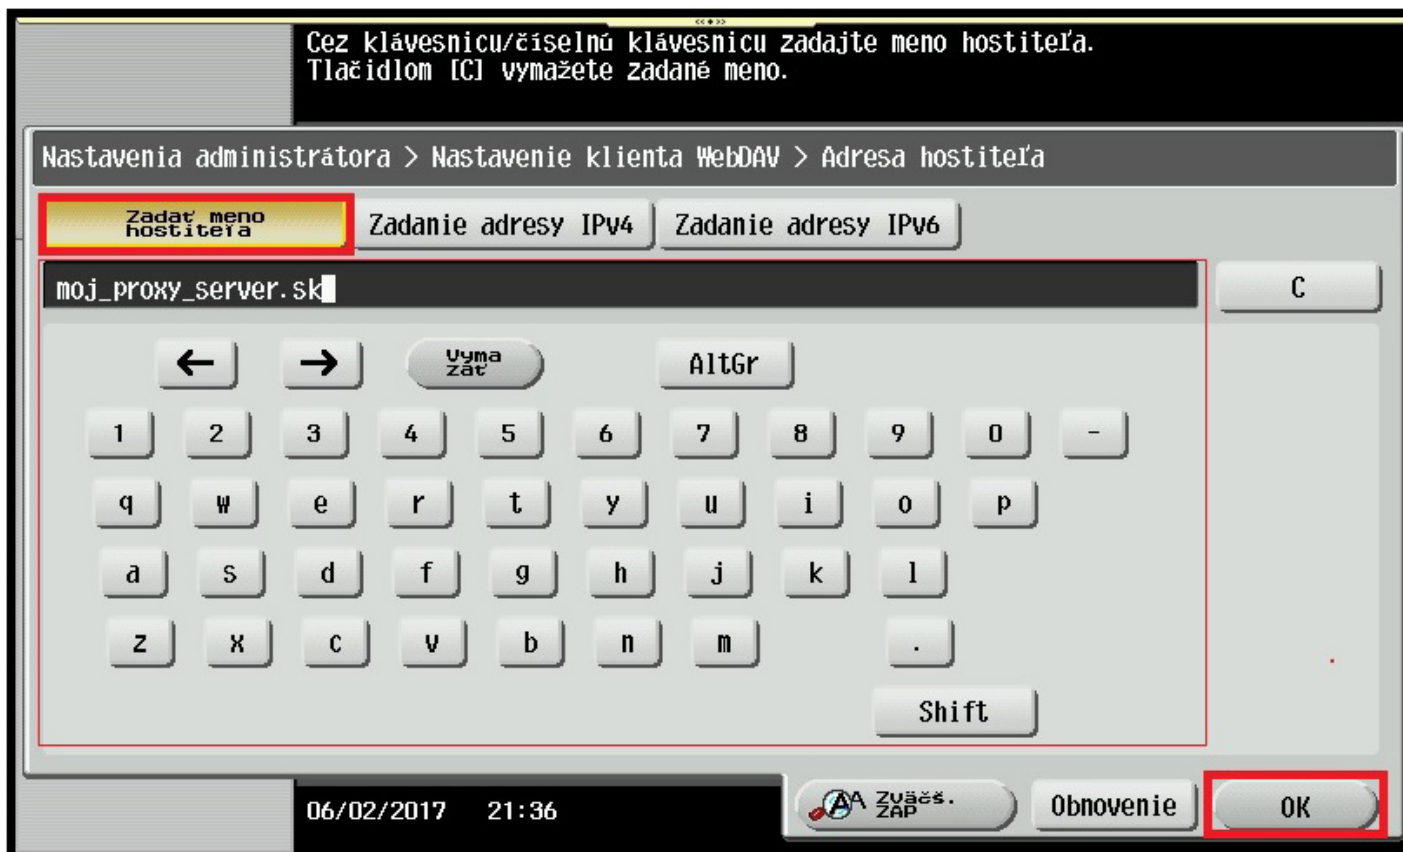 Cez klávesnicu/číselnú klávesnicu zadajte meno hostiteľa.
Tlačidlom [C] vymažete zadané meno.
Nastavenia administrátora > Nastavenie klienta WebDAV > Adresa hostiteľa
Zadať meno
hostiteľa
Zadanie adresy IPv4
Zadanie adresy IPv6
moj_proxy_server.sk
C
← → Vyma
zať
AltGr
1 2 3 4 5 6 7 8 9 0 -
q w e r t y u i o p
a s d f g h j k l
z x c v b n m .
Shift
06/02/2017 21:36
Zväčš.
ZAP
Obnovenie
OK